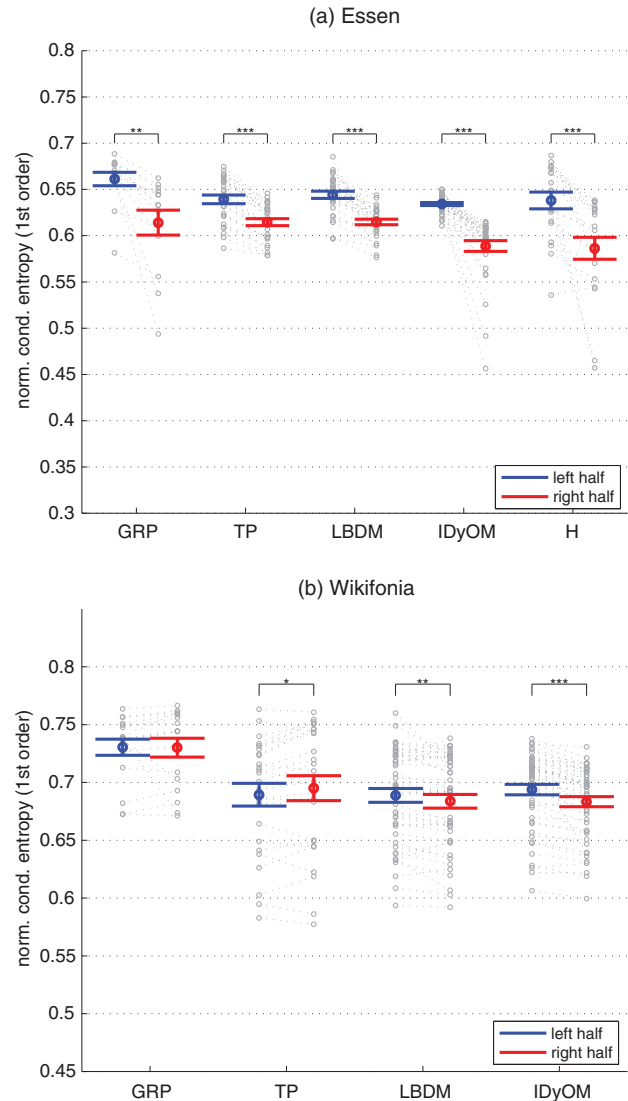 (a) Essen
norm. cond. entropy (1st order)
0.8
0.75
0.7
0.65
0.6
0.55
0.5
0.45
0.4
0.35
0.3
** *** *** *** ***
left half
right half
GRP TP LBDM IDyOM H
(b) Wikifonia
norm. cond. entropy (1st order)
0.8
0.75
0.7
0.65
0.6
0.55
0.5
0.45
* ** ***
left half
right half
GRP TP LBDM IDyOM